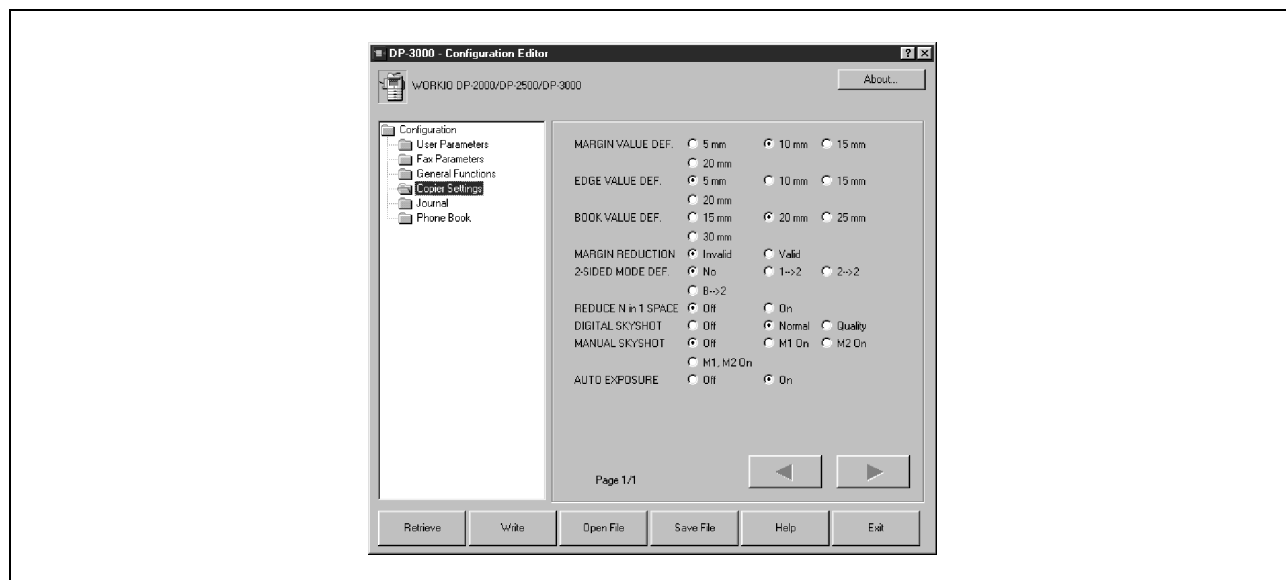 DP-3000 - Configuration Editor
WORKIO DP-2000/DP-2500/DP-3000
About...
Configuration
User Parameters
Fax Parameters
General Functions
Copier Settings
Journal
Phone Book
MARGIN VALUE DEF. 5 mm 10 mm 15 mm
20 mm
EDGE VALUE DEF. 5 mm 10 mm 15 mm
20 mm
BOOK VALUE DEF. 15 mm 20 mm 25 mm
30 mm
MARGIN REDUCTION Invalid Valid
2-SIDED MODE DEF. No 1-->2 2-->2
B-->2
REDUCE N in 1 SPACE Off On
DIGITAL SKYSHOT Off Normal Quality
MANUAL SKYSHOT Off M1 On M2 On
M1, M2 On
AUTO EXPOSURE Off On
Page 1/1
Retrieve Write Open File Save File Help Exit